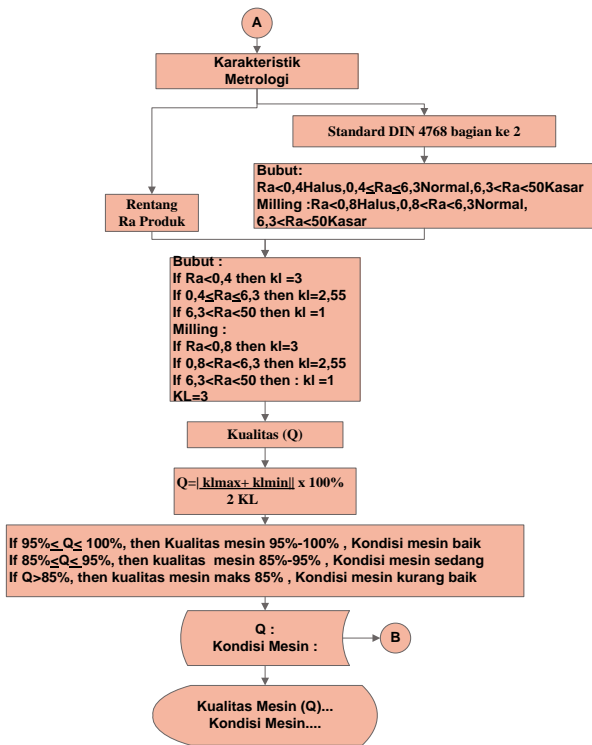 A
Karakteristik
Metrologi
Standard DIN 4768 bagian ke 2
Bubut:
Ra<0,4Halus,0,4≤Ra≤6,3Normal,6,3<Ra<50Kasar
Milling :Ra<0,8Halus,0,8<Ra<6,3Normal,
6,3<Ra<50Kasar
Rentang
Ra Produk
Bubut :
If Ra<0,4 then kl =3
If 0,4≤Ra≤6,3 then kl=2,55
If 6,3<Ra<50 then kl =1
Milling :
If Ra<0,8 then kl=3
If 0,8<Ra<6,3 then kl=2,55
If 6,3<Ra<50 then : kl =1
KL=3
Kualitas (Q)
Q=| klmax+ klmin|| x 100%
2 KL
If 95%≤ Q≤ 100%, then Kualitas mesin 95%-100% , Kondisi mesin baik
If 85%≤Q≤ 95%, then kualitas mesin 85%-95% , Kondisi mesin sedang
If Q>85%, then kualitas mesin maks 85% , Kondisi mesin kurang baik
Q :
Kondisi Mesin :
B
Kualitas Mesin (Q)...
Kondisi Mesin....